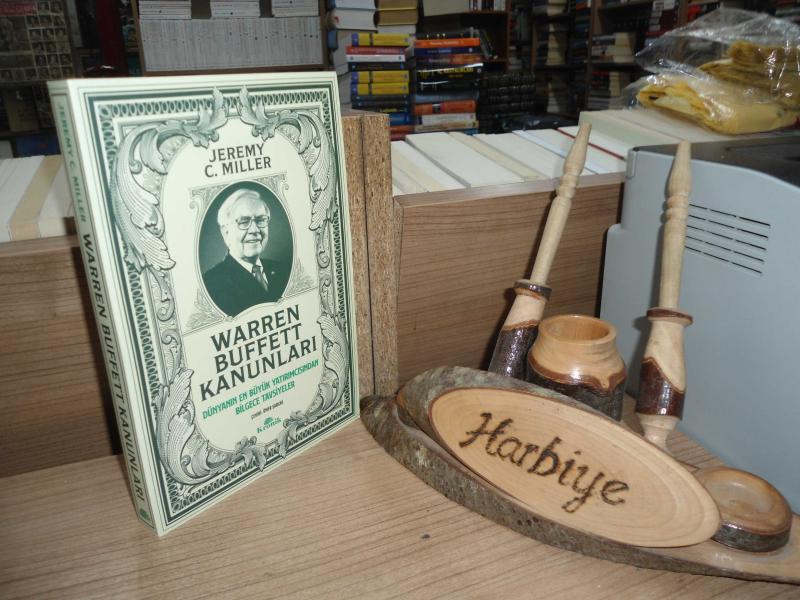 JEREMY
C. MILLER
WARREN
BUFFETT
KANUNLARI
DÜNYANIN EN BÜYÜK YATIRIMCISINDAN
BİLGECE TAVSİYELER
Kronik
JEREMY C. MILLER WARREN BUFFETT KANUNLARI
Harbiye